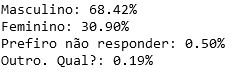 Masculino: 68.42%
Feminino: 30.90%
Prefiro não responder: 0.50%
Outro. Qual?: 0.19%